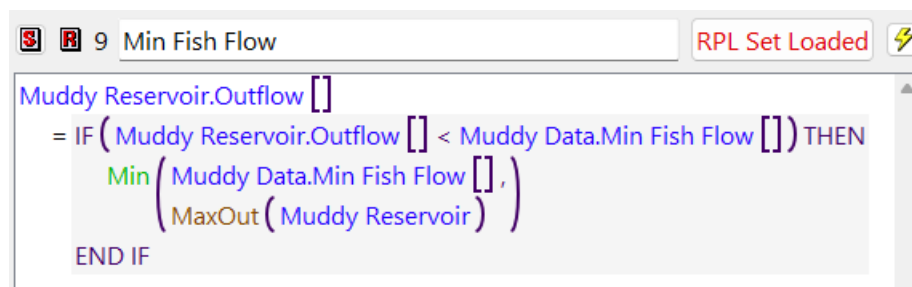 S R 9 Min Fish Flow RPL Set Loaded
Muddy Reservoir.Outflow []
= IF ( Muddy Reservoir.Outflow [] < Muddy Data.Min Fish Flow [] ) THEN
Min ( Muddy Data.Min Fish Flow [] ,
MaxOut ( Muddy Reservoir ) )
END IF